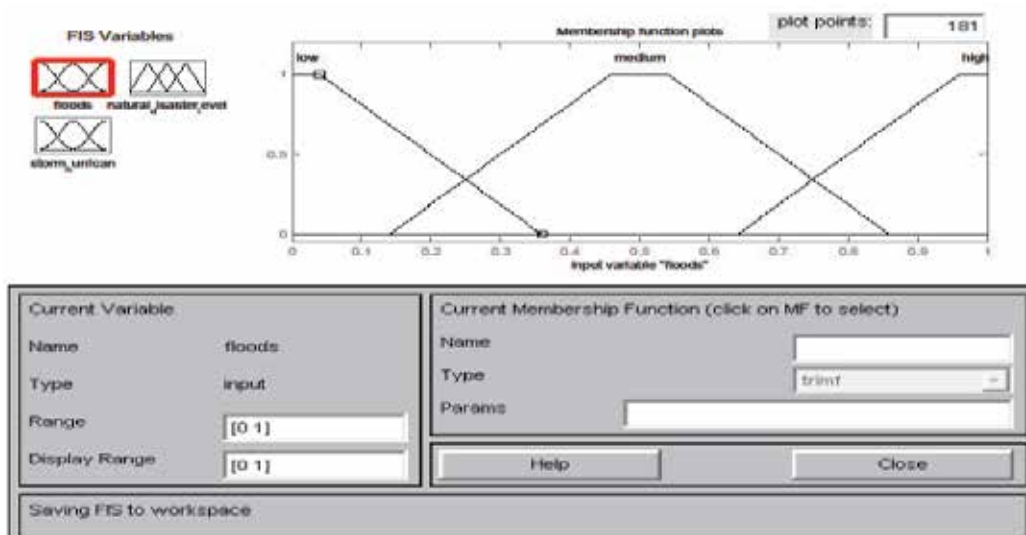 FIS Variables
floods
natural_disaster_level
Membership function plots
plot points:
181
low
medium
high
1
0.5
0
0 0.1 0.2 0.3 0.4 0.5 0.6 0.7 0.8 0.9 1
input variable "floods"
Current Variable
Name floods
Type input
Range [0 1]
Display Range [0 1]
Current Membership Function (click on MF to select)
Name
Type trimf
Params
Help
Close
Saving FIS to workspace